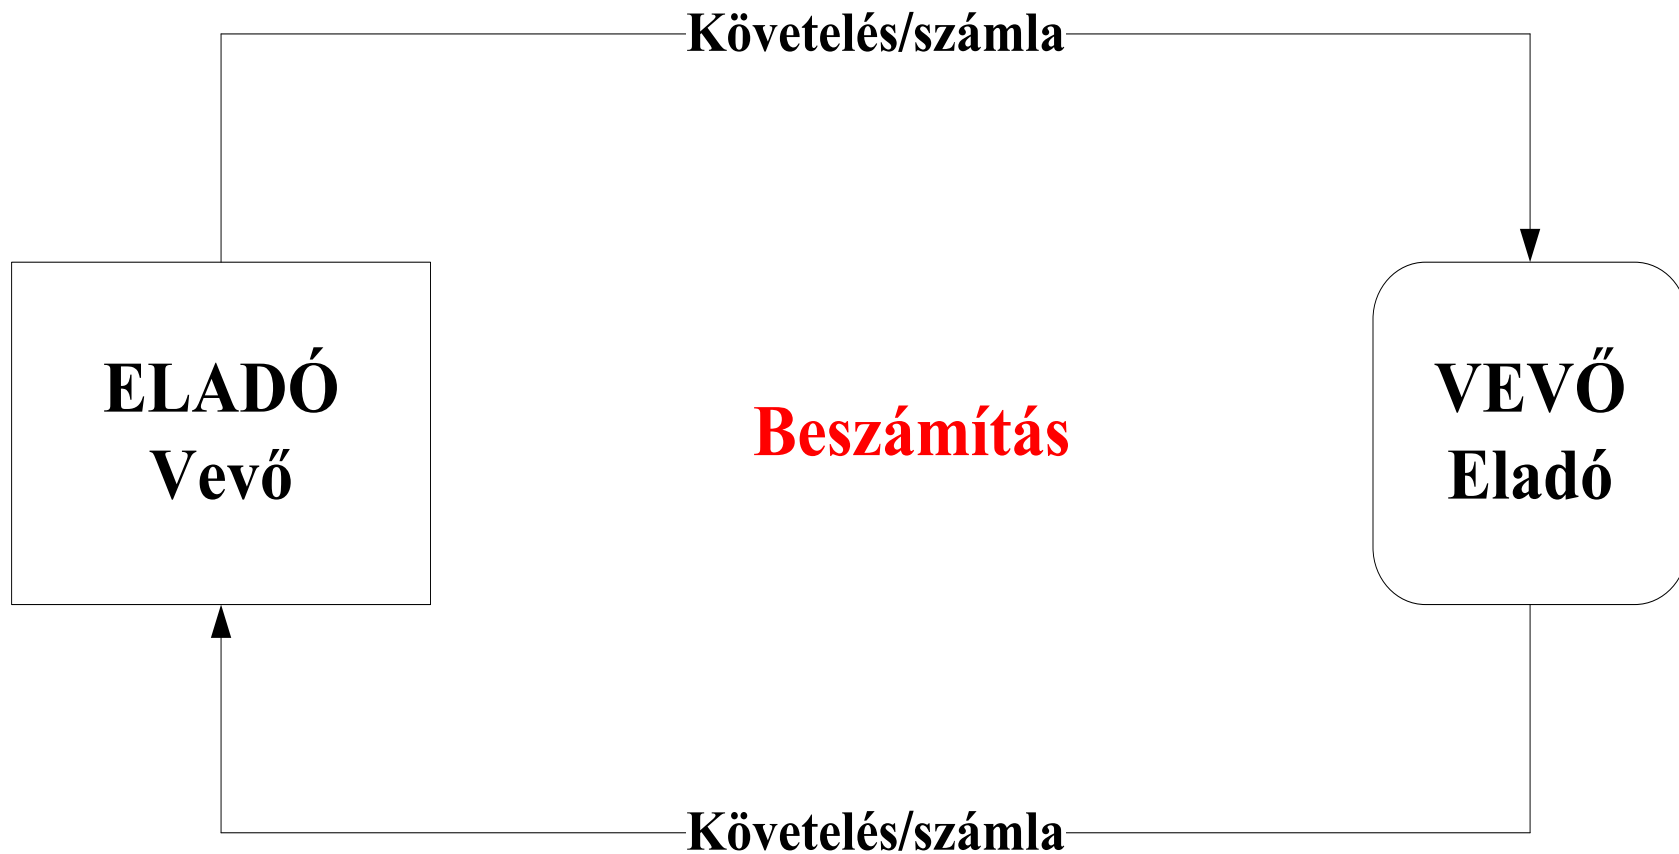 Követelés/számla
ELADÓ
Vevő
Beszámítás
VEVŐ
Eladó
Követelés/számla